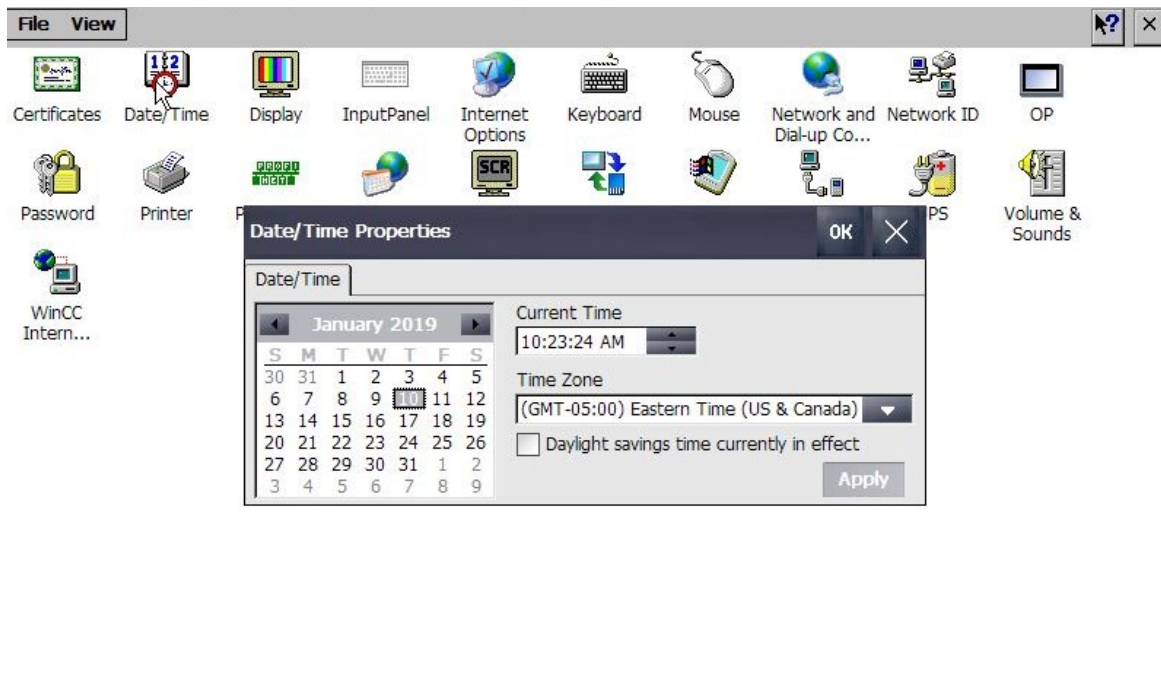 File View
Certificates Date/Time Display InputPanel Internet Options Keyboard Mouse Network and Dial-up Co... Network ID OP
SCR
Password Printer PS Volume & Sounds
WinCC Intern...
Date/Time Properties OK
Date/Time
January 2019
S M T W T F S
30 31 1 2 3 4 5
6 7 8 9 10 11 12
13 14 15 16 17 18 19
20 21 22 23 24 25 26
27 28 29 30 31 1 2
3 4 5 6 7 8 9
Current Time
10:23:24 AM
Time Zone
(GMT-05:00) Eastern Time (US & Canada)
Daylight savings time currently in effect
Apply